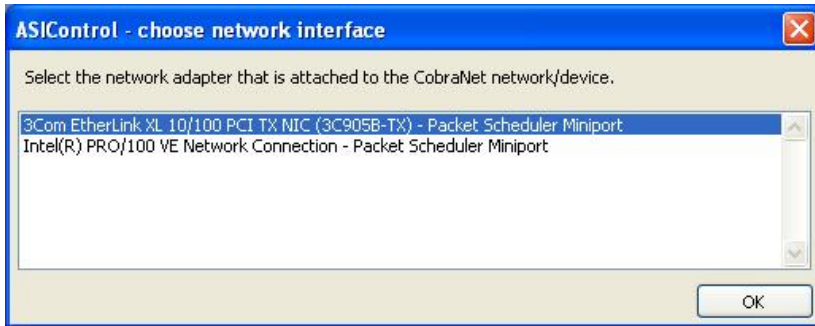 ASIControl - choose network interface
Select the network adapter that is attached to the CobraNet network/device.
3Com EtherLink XL 10/100 PCI TX NIC (3C905B-TX) - Packet Scheduler Miniport
Intel(R) PRO/100 VE Network Connection - Packet Scheduler Miniport
OK